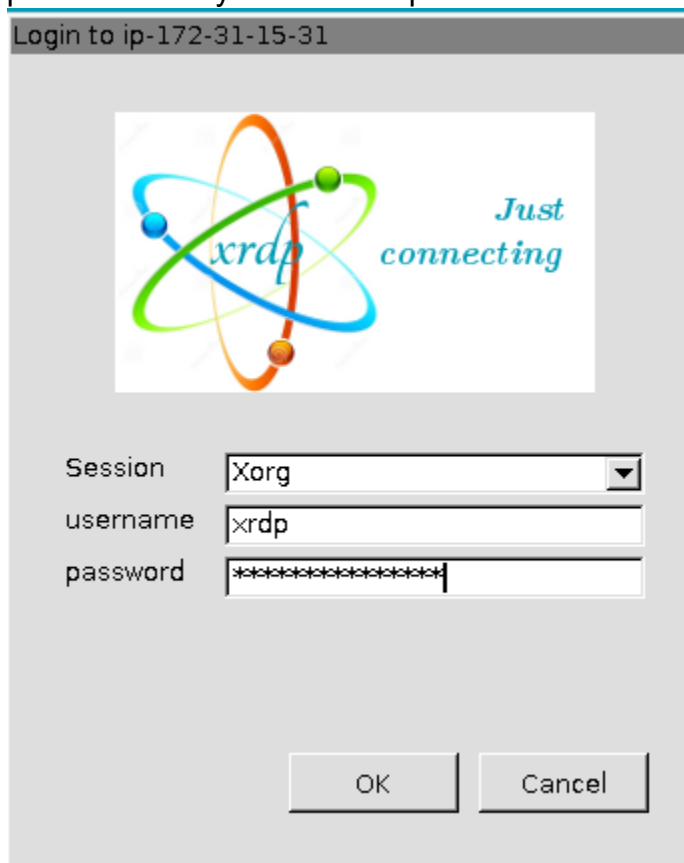 Login to ip-172-31-15-31
xrdp
Just
connecting
Session
Xorg
username
xrdp
password
***************
OK
Cancel